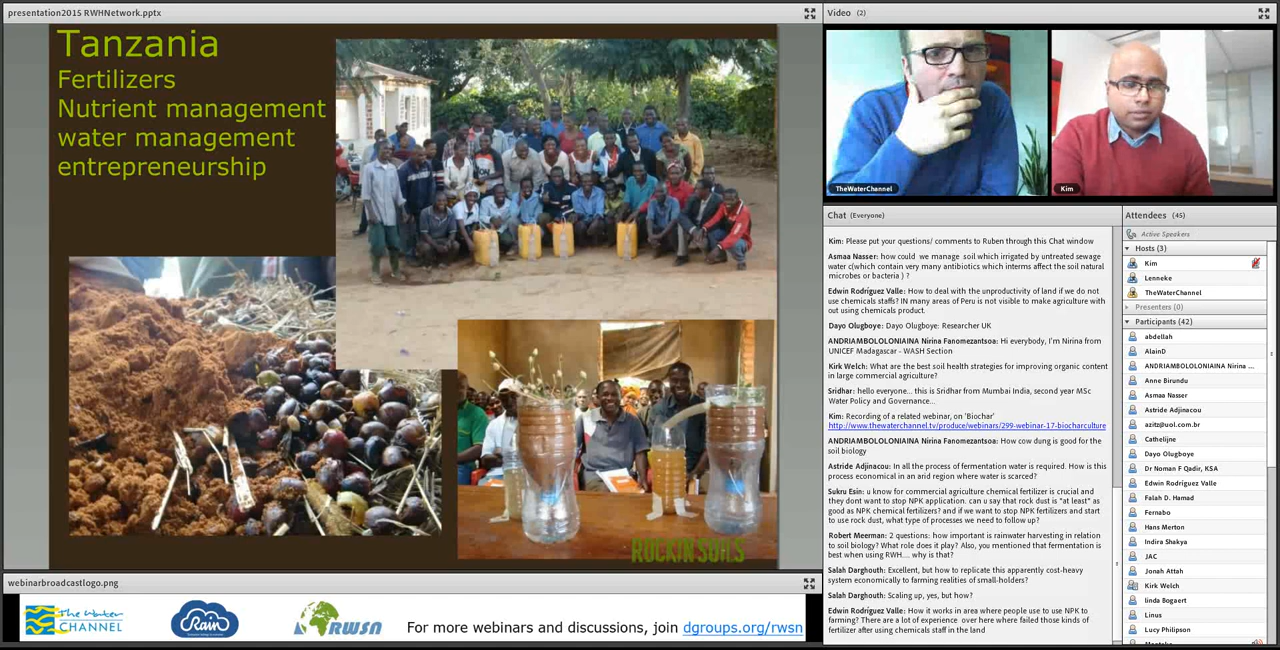 presentation2015 RWHNetwork.pptx
Tanzania
Fertilizers
Nutrient management
water management
entrepreneurship
ROCKIN SOILS
webinarbroadcastlogo.png
The Water
CHANNEL
Rain
RWSN
For more webinars and discussions, join dgroups.org/rwsn
Video (2)
TheWaterChannel
Kim
Chat (Everyone)
Kim: Please put your questions/ comments to Ruben through this Chat window
Asmaa Nasser: how could we manage soil which irrigated by untreated sewage
water c(which contain very many antibiotics which interms affect the soil natural
microbes or bacteria ) ?
Edwin Rodríguez Valle: How to deal with the unproductivity of land if we do not
use chemicals staffs? IN many areas of Peru is not visible to make agriculture with
out using chemicals product.
Dayo Olugboye: Dayo Olugboye: Researcher UK
ANDRIAMBOLOLONIAINA Nirina Fanomezantsoa: Hi everybody, I'm Nirina from
UNICEF Madagascar - WASH Section
Kirk Welch: What are the best soil health strategies for improving organic content
in large commercial agriculture?
Sridhar: hello everyone... this is Sridhar from Mumbai India, second year MSc
Water Policy and Governance...
Kim: Recording of a related webinar, on 'Biochar'
http://www.thewaterchannel.tv/produce/webinars/299-webinar-17-biocharculture
ANDRIAMBOLOLONIAINA Nirina Fanomezantsoa: How cow dung is good for the
soil biology
Astride Adjinacou: In all the process of fermentation water is required. How is this
process economical in an arid region where water is scarced?
Sukru Esin: u know for commercial agriculture chemical fertilizer is crucial and
they dont want to stop NPK application. can u say that rock dust is "at least" as
good as NPK chemical fertilizers? and if we want to stop NPK fertilizers and start
to use rock dust, what type of processes we need to follow up?
Robert Meerman: 2 questions: how important is rainwater harvesting in relation
to soil biology? What role does it play? Also, you mentioned that fermentation is
best when using RWH.... why is that?
Salah Darghouth: Excellent, but how to replicate this apparently cost-heavy
system economically to farming realities of small-holders?
Salah Darghouth: Scaling up, yes, but how?
Edwin Rodríguez Valle: How it works in area where people use to use NPK to
farming? There are a lot of experience over here where failed those kinds of
fertilizer after using chemicals staff in the land
Attendees (45)
Active Speakers
Hosts (3)
Kim
Lenneke
TheWaterChannel
Presenters (0)
Participants (42)
abdellah
AlainD
ANDRIAMBOLOLONIAINA Nirina ...
Anne Birundu
Asmaa Nasser
Astride Adjinacou
azitz@uol.com.br
Cathelijne
Dayo Olugboye
Dr Noman F Qadir, KSA
Edwin Rodríguez Valle
Falah D. Hamad
Fernabo
Hans Merton
Indira Shakya
JAC
Jonah Attah
Kirk Welch
linda Bogaert
Linus
Lucy Philipson